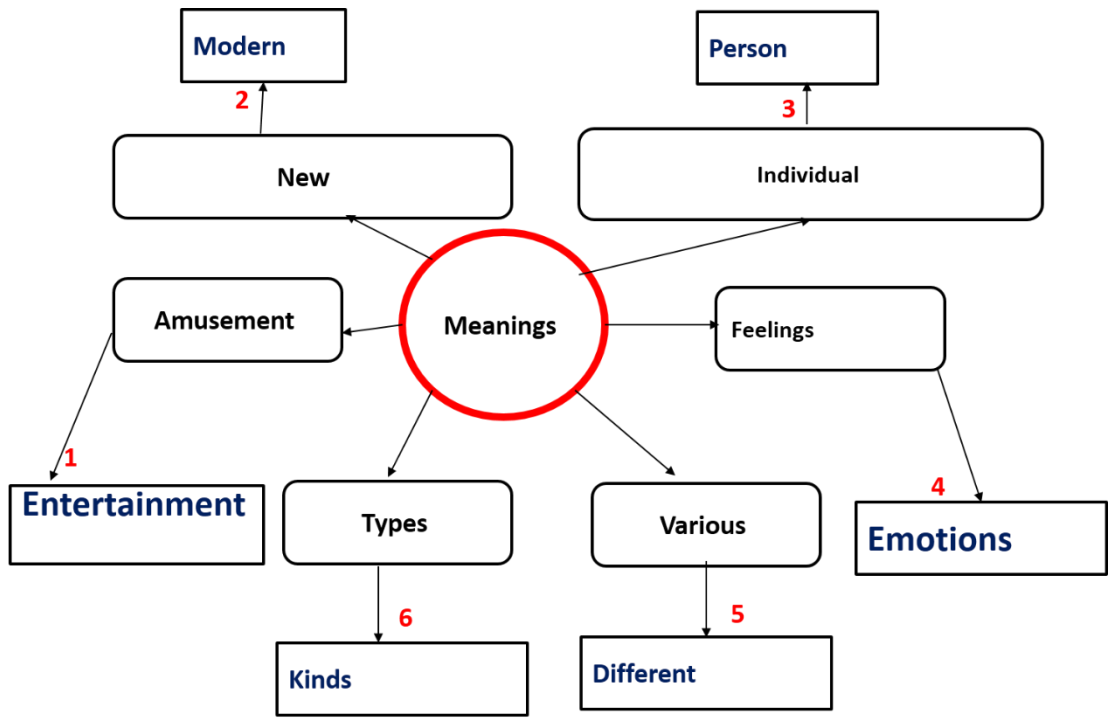 Modern
Person
2
3
New
Individual
Amusement
Meanings
Feelings
1
4
Entertainment
Types
Various
Emotions
6
5
Kinds
Different